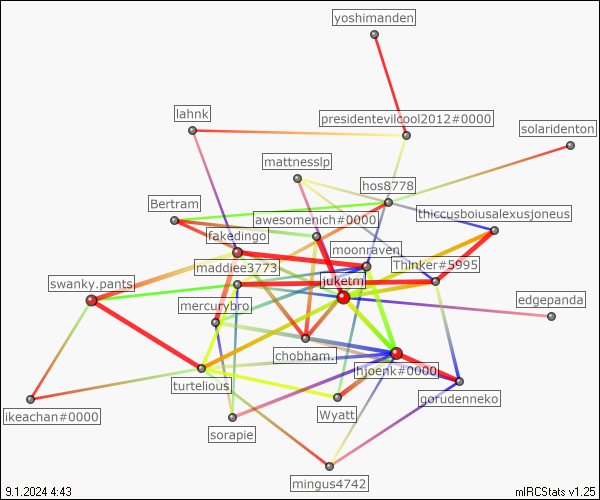 yoshimanden
lahnk
presidentevilcool2012#0000
solaridenton
mattnesslp
hos8778
Bertram
thiccusboiusalexusjoneus
awesomenich#0000
fakedingo
moonraven
maddiee3773
Thinker#5995
swanky.pants
juketm
mercurybro.
edgepanda
chobham.
hjoenk#0000
turtelious.
gorudenneko
ikeachan#0000
Wyatt
sorapie
mingus4742
9.1.2024 4:43
mIRCStats v1.25